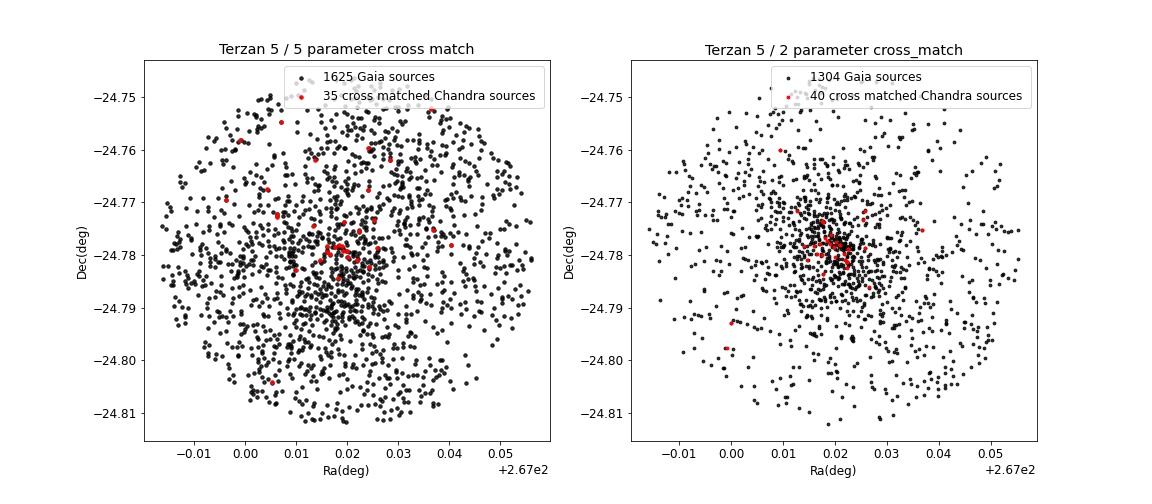 Terzan 5 / 5 parameter cross match
1625 Gaia sources
35 cross matched Chandra sources
−24.75
−24.76
−24.77
−24.78
−24.79
−24.80
−24.81
Dec(deg)
−0.01
0.00
0.01
0.02
0.03
0.04
0.05
Ra(deg)
+2.67e2
Terzan 5 / 2 parameter cross_match
1304 Gaia sources
40 cross matched Chandra sources
−24.75
−24.76
−24.77
−24.78
−24.79
−24.80
−24.81
Dec(deg)
−0.01
0.00
0.01
0.02
0.03
0.04
0.05
Ra(deg)
+2.67e2